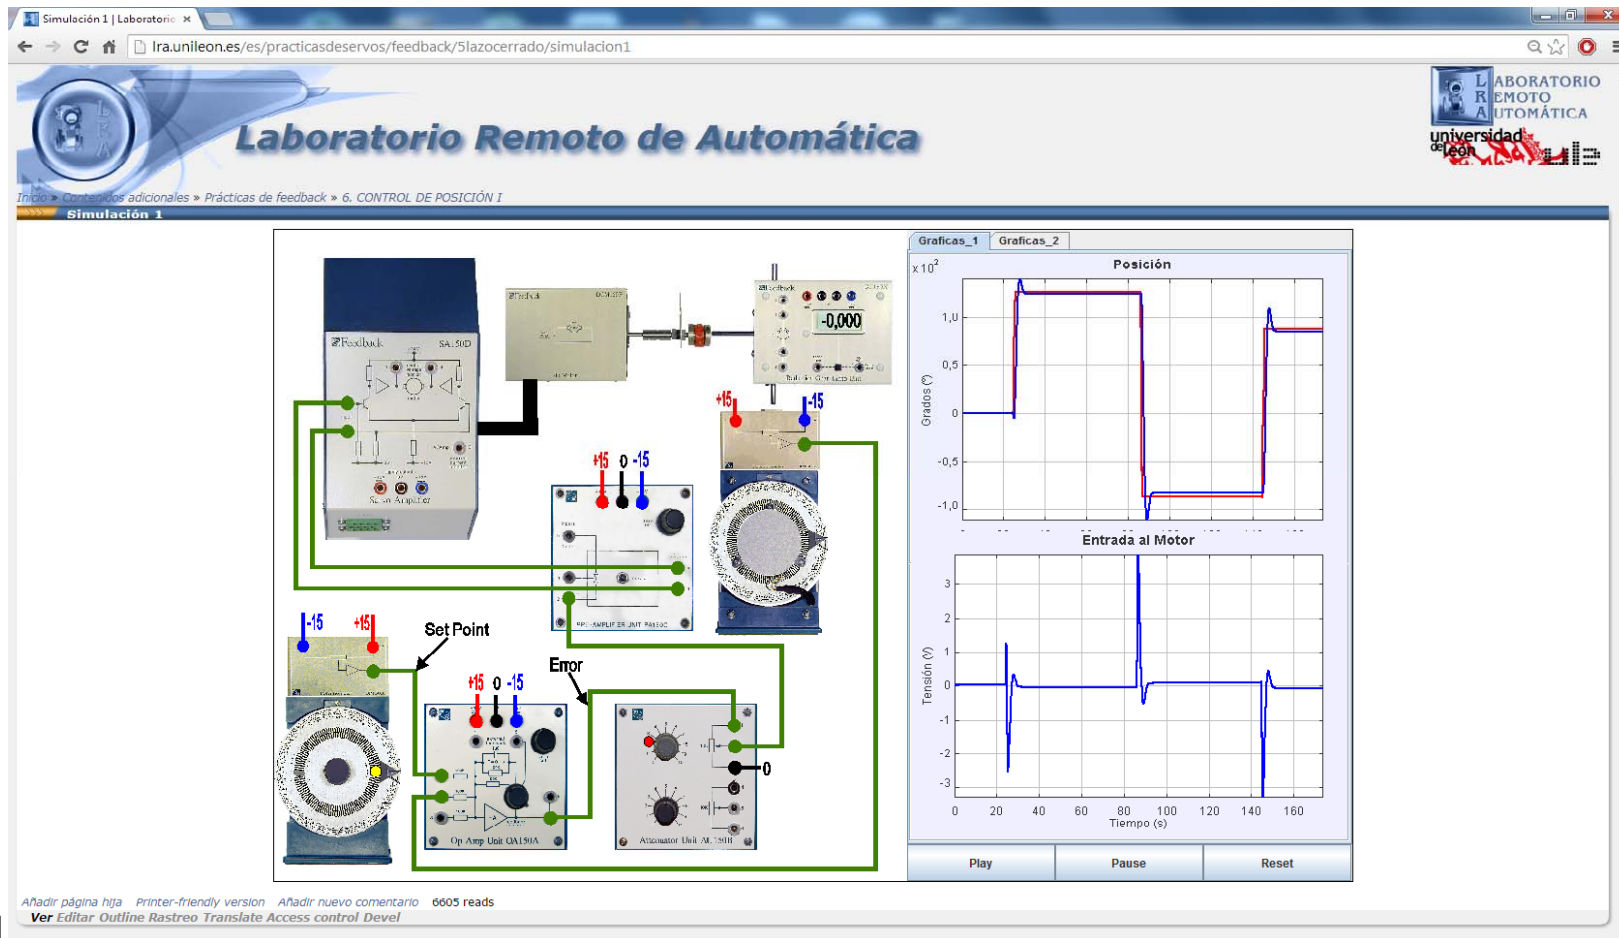 Simulación 1 | Laboratorio
lra.unileon.es/es/practicasdeservos/feedback/5lazocerrado/simulacion1
Laboratorio Remoto de Automática
LABORATORIO
REMOTO
AUTOMÁTICA
universidad
de león
Inicio » Contenidos adicionales » Prácticas de feedback » 6. CONTROL DE POSICIÓN I
Simulación 1
Feedback
SA150D
Servo Amplifier
Feedback
-0,000
+15
-15
+15 0 -15
PRE-AMPLIFIER UNIT PA150C
-15
+15
Set Point
Error
+15 0 -15
Op Amp Unit OA150A
0
Attenuator Unit AU150B
Graficas_1
Graficas_2
x 10²
Posición
1,0
0,5
0
-0,5
-1,0
Grados (º)
Entrada al Motor
3
2
1
0
-1
-2
-3
Tensión (V)
0 20 40 60 80 100 120 140 160
Tiempo (s)
Play
Pause
Reset
Añadir página hija Printer-friendly version Añadir nuevo comentario 6605 reads
Ver Editar Outline Rastreo Translate Access control Devel